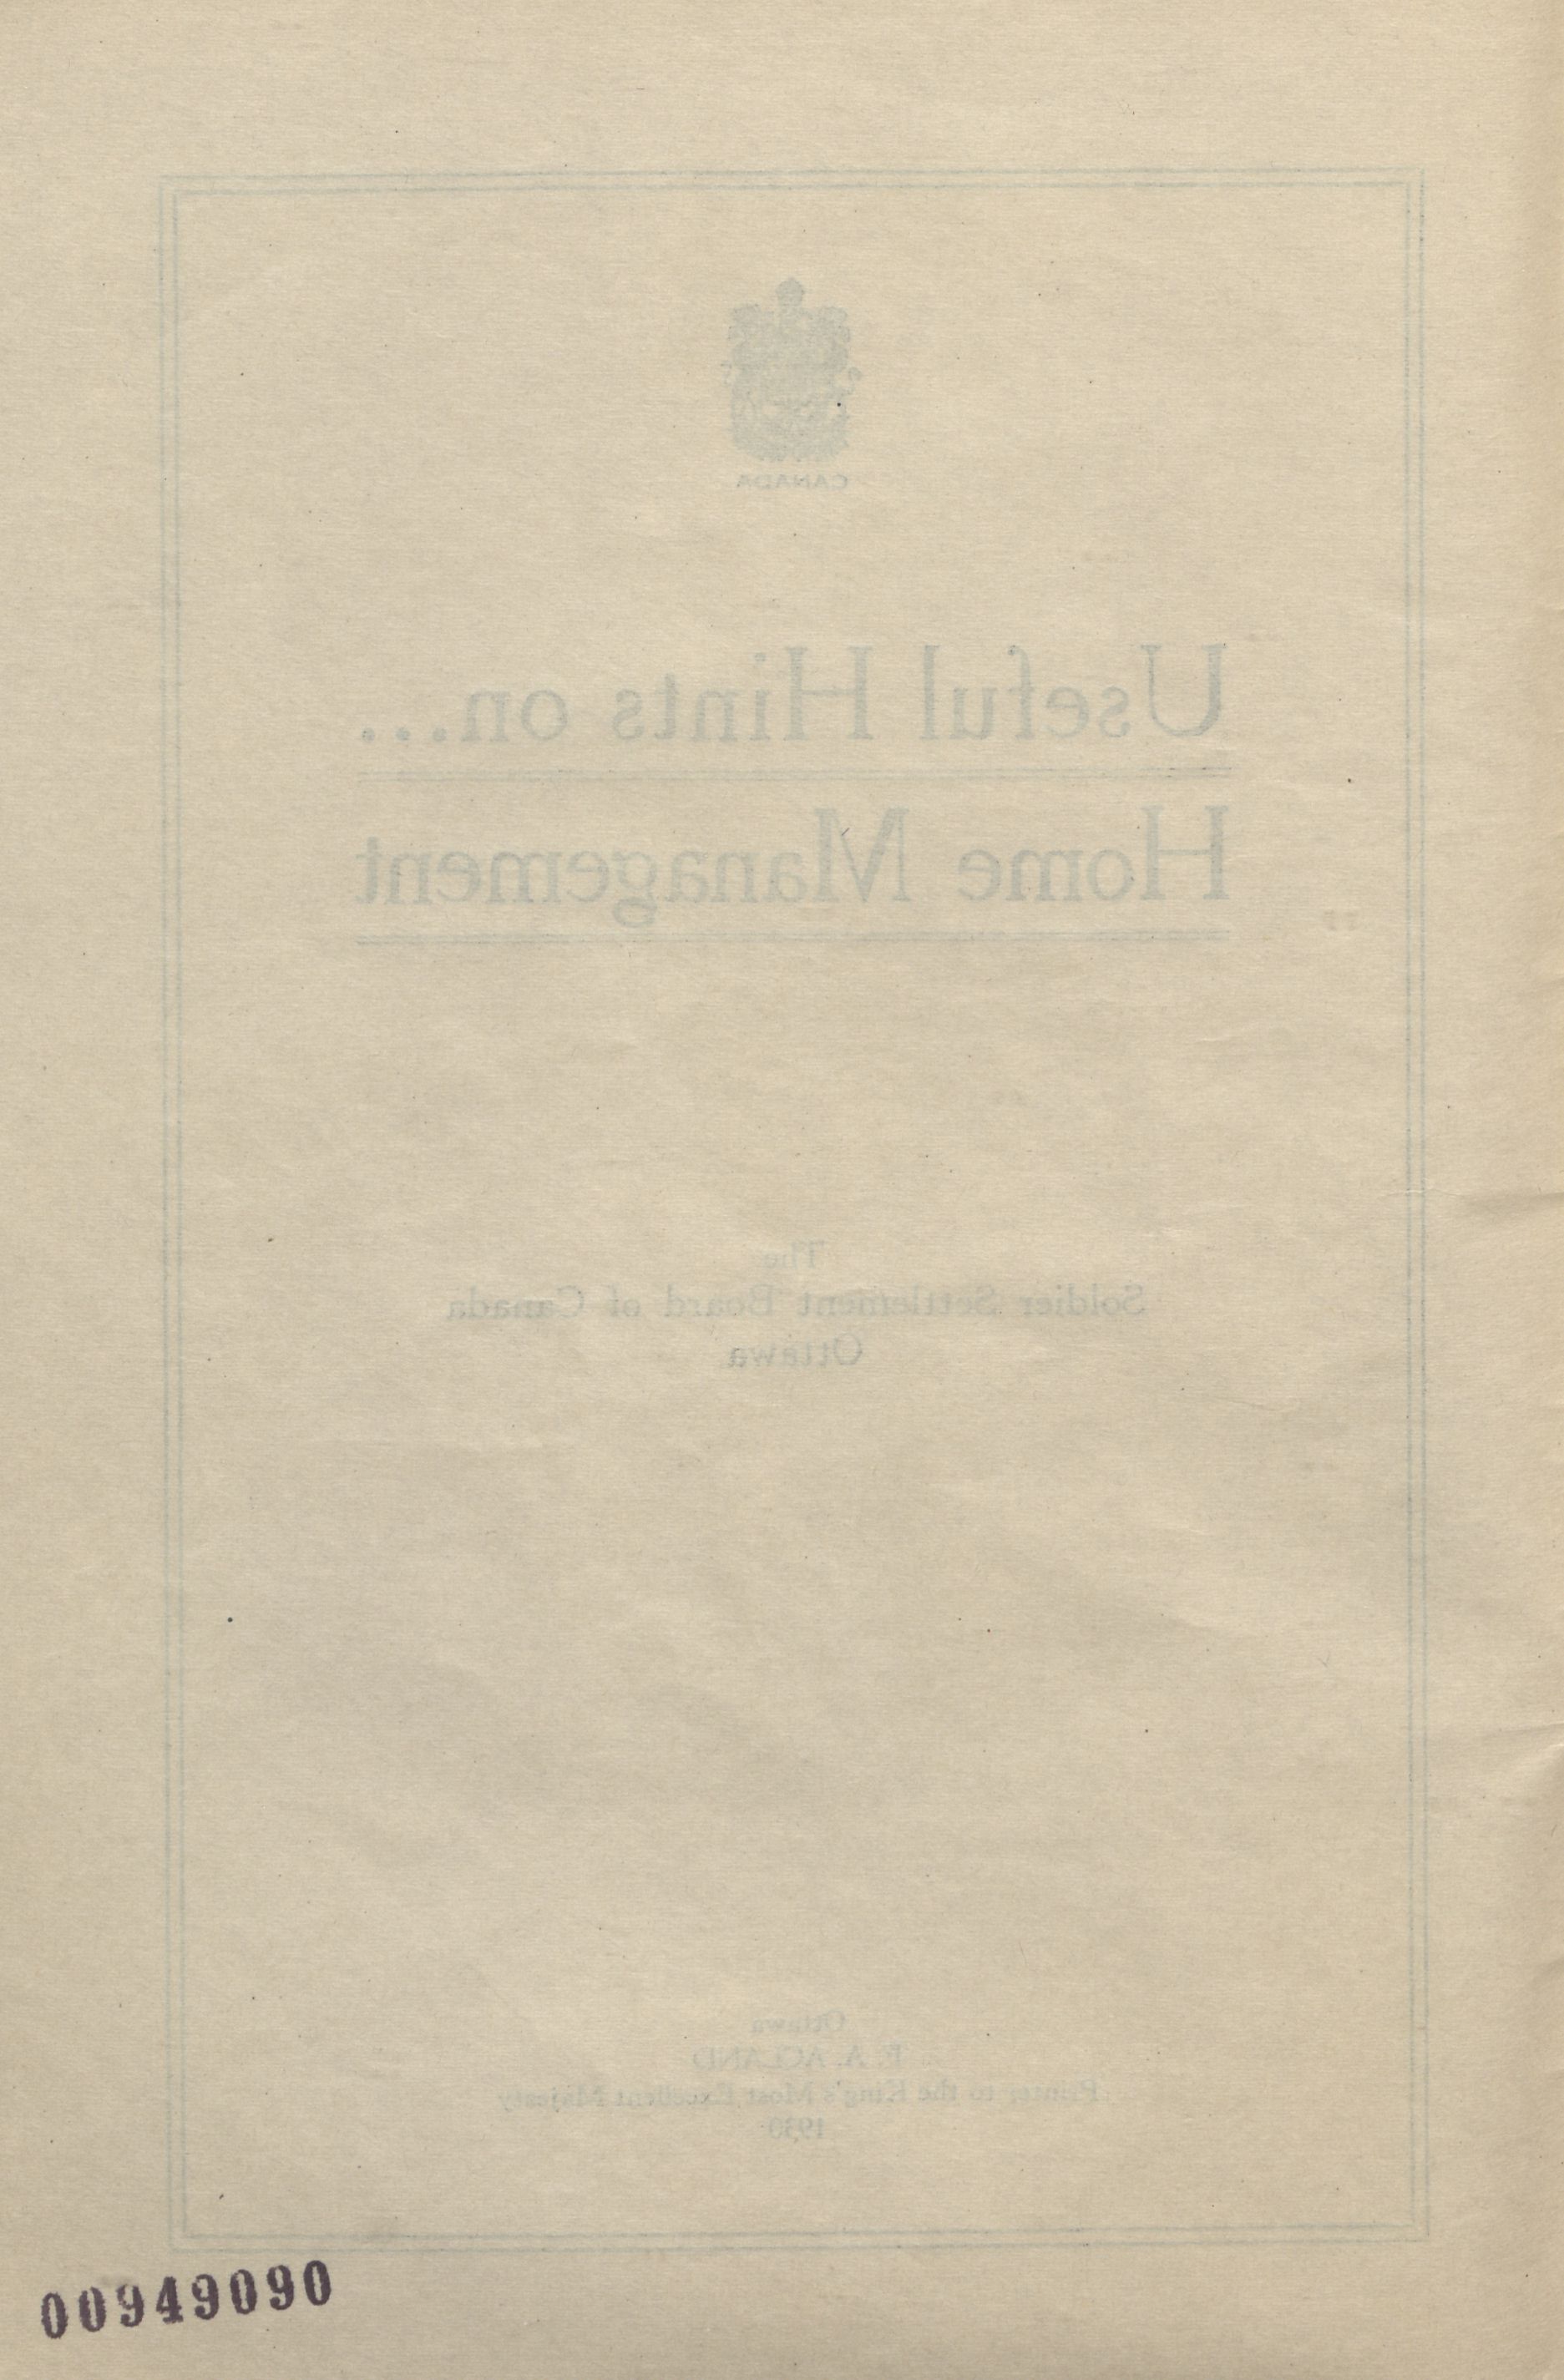 CANADA
Useful Hints on...
Home Management
The
Soldier Settlement Board of Canada
Ottawa
Ottawa
F. A. ACLAND
Printer to the King's Most Excellent Majesty
1930
00949090